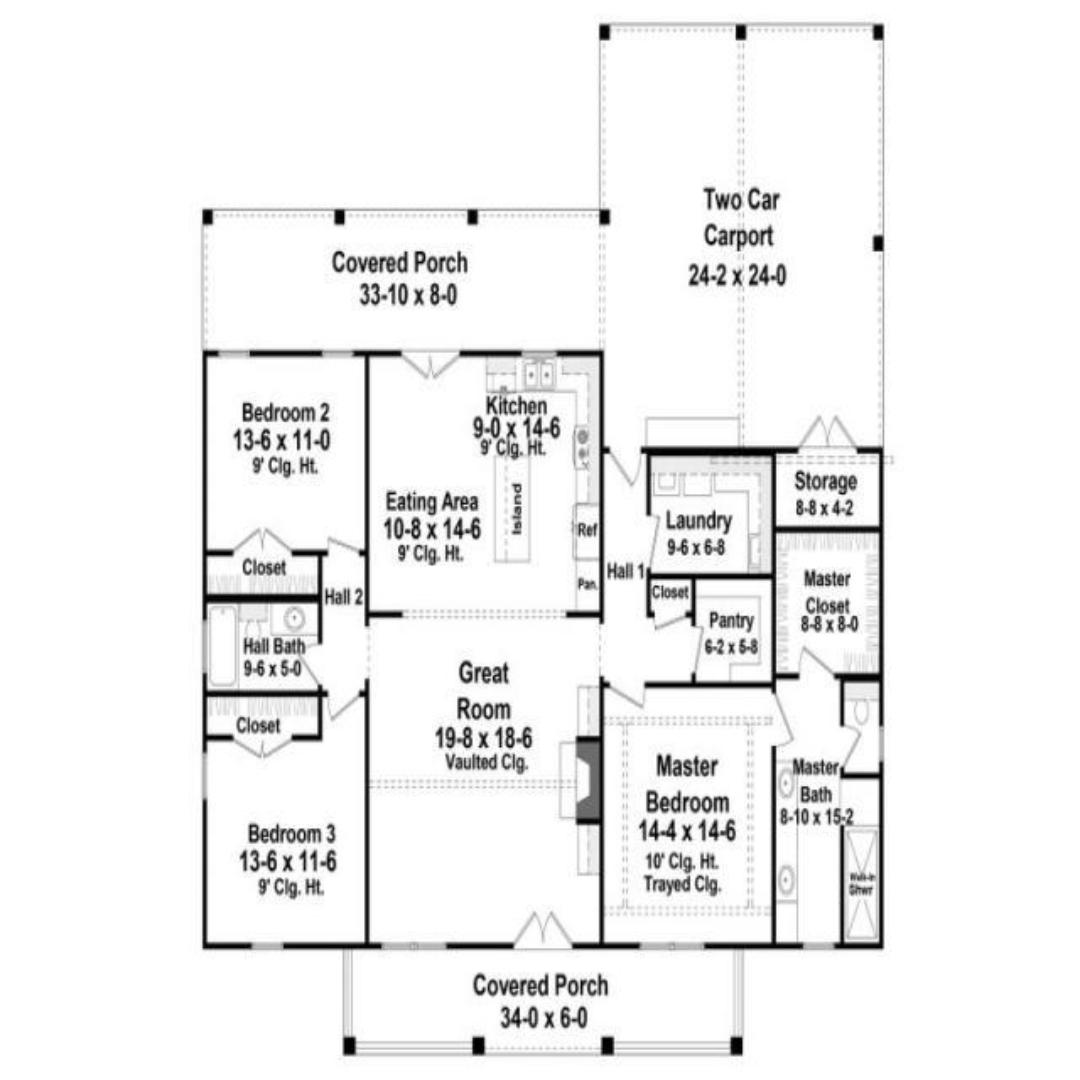 Two Car
Carport
24-2 x 24-0
Covered Porch
33-10 x 8-0
Bedroom 2
13-6 x 11-0
9' Clg. Ht.
Kitchen
9-0 x 14-6
9' Clg. Ht.
Eating Area
10-8 x 14-6
9' Clg. Ht.
Island
Ref
Pan.
Storage
8-8 x 4-2
Laundry
9-6 x 6-8
Closet
Hall 2
Hall 1
Closet
Master
Closet
8-8 x 8-0
Pantry
6-2 x 5-8
Hall Bath
9-6 x 5-0
Closet
Great
Room
19-8 x 18-6
Vaulted Clg.
Master
Bedroom
14-4 x 14-6
10' Clg. Ht.
Trayed Clg.
Master
Bath
8-10 x 15-2
Walk-In
Shwr
Bedroom 3
13-6 x 11-6
9' Clg. Ht.
Covered Porch
34-0 x 6-0